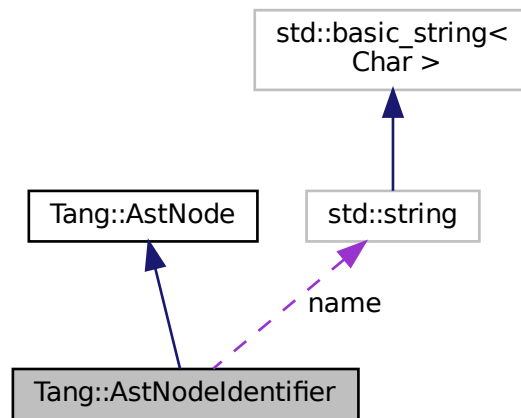 std::basic_string<
Char >
Tang::AstNode
std::string
name
Tang::AstNodeIdentifier